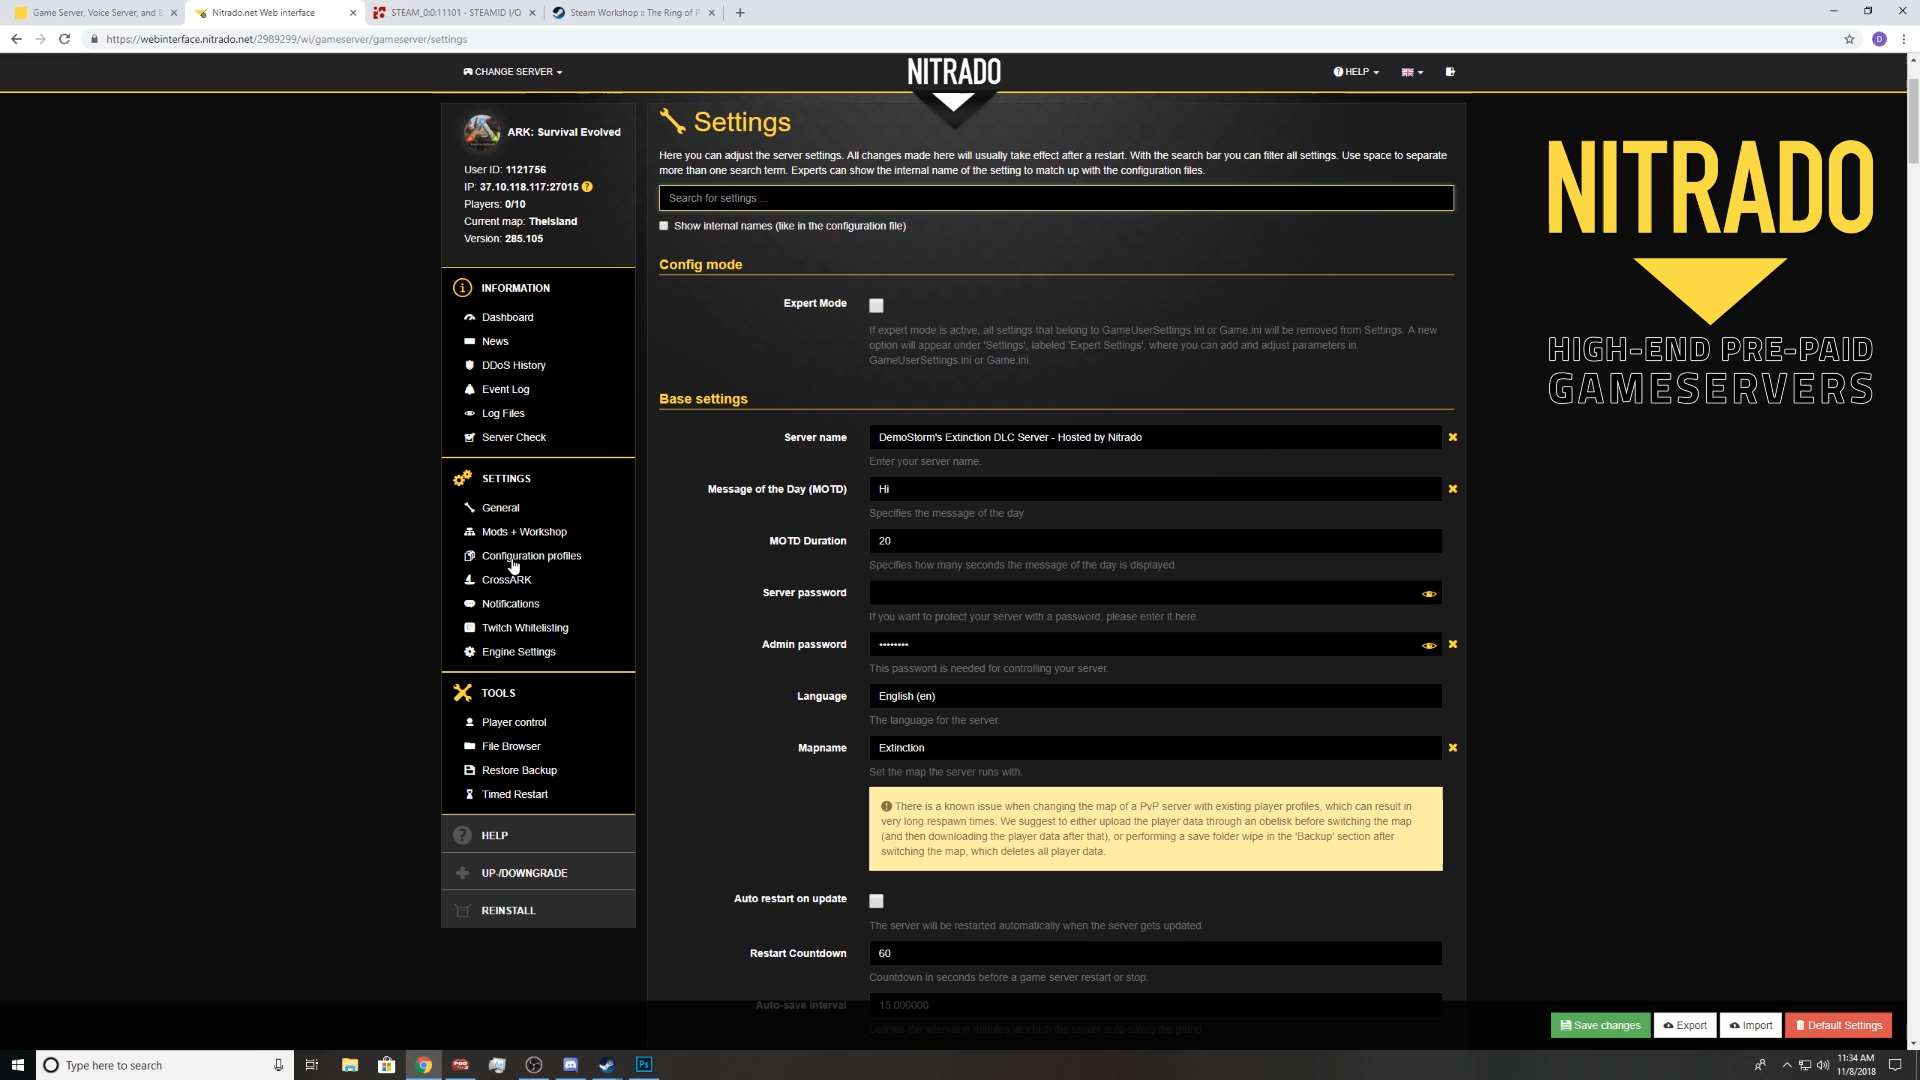 Game Server, Voice Server, and B
Nitrado.net Web interface
STEAM_0:0:11101 - STEAMID I/O
Steam Workshop :: The Ring of P
https://webinterface.nitrado.net/2989299/wi/gameserver/gameserver/settings
D
CHANGE SERVER
NITRADO
HELP
ARK: Survival Evolved
User ID: 1121756
IP: 37.10.118.117:27015
Players: 0/10
Current map: TheIsland
Version: 285.105
INFORMATION
Dashboard
News
DDoS History
Event Log
Log Files
Server Check
SETTINGS
General
Mods + Workshop
Configuration profiles
CrossARK
Notifications
Twitch Whitelisting
Engine Settings
TOOLS
Player control
File Browser
Restore Backup
Timed Restart
HELP
UP-/DOWNGRADE
REINSTALL
Settings
Here you can adjust the server settings. All changes made here will usually take effect after a restart. With the search bar you can filter all settings. Use space to separate
more than one search term. Experts can show the internal name of the setting to match up with the configuration files.
Search for settings ...
Show internal names (like in the configuration file)
Config mode
Expert Mode
If expert mode is active, all settings that belong to GameUserSettings.ini or Game.ini will be removed from Settings. A new
option will appear under 'Settings', labeled 'Expert Settings', where you can add and adjust parameters in
GameUserSettings.ini or Game.ini.
Base settings
Server name
DemoStorm's Extinction DLC Server - Hosted by Nitrado
Enter your server name.
Message of the Day (MOTD)
Hi
Specifies the message of the day
MOTD Duration
20
Specifies how many seconds the message of the day is displayed.
Server password
If you want to protect your server with a password, please enter it here.
Admin password
••••••••
This password is needed for controlling your server.
Language
English (en)
The language for the server.
Mapname
Extinction
Set the map the server runs with.
There is a known issue when changing the map of a PvP server with existing player profiles, which can result in
very long respawn times. We suggest to either upload the player data through an obelisk before switching the map
(and then downloading the player data after that), or performing a save folder wipe in the 'Backup' section after
switching the map, which deletes all player data.
Auto restart on update
The server will be restarted automatically when the server gets updated.
Restart Countdown
60
Countdown in seconds before a game server restart or stop.
Auto-save interval
15.000000
Defines the interval in minutes at which the server auto-saves the game
NITRADO
HIGH-END PRE-PAID
GAMESERVERS
Save changes
Export
Import
Default Settings
Type here to search
Ps
11:34 AM
11/8/2018